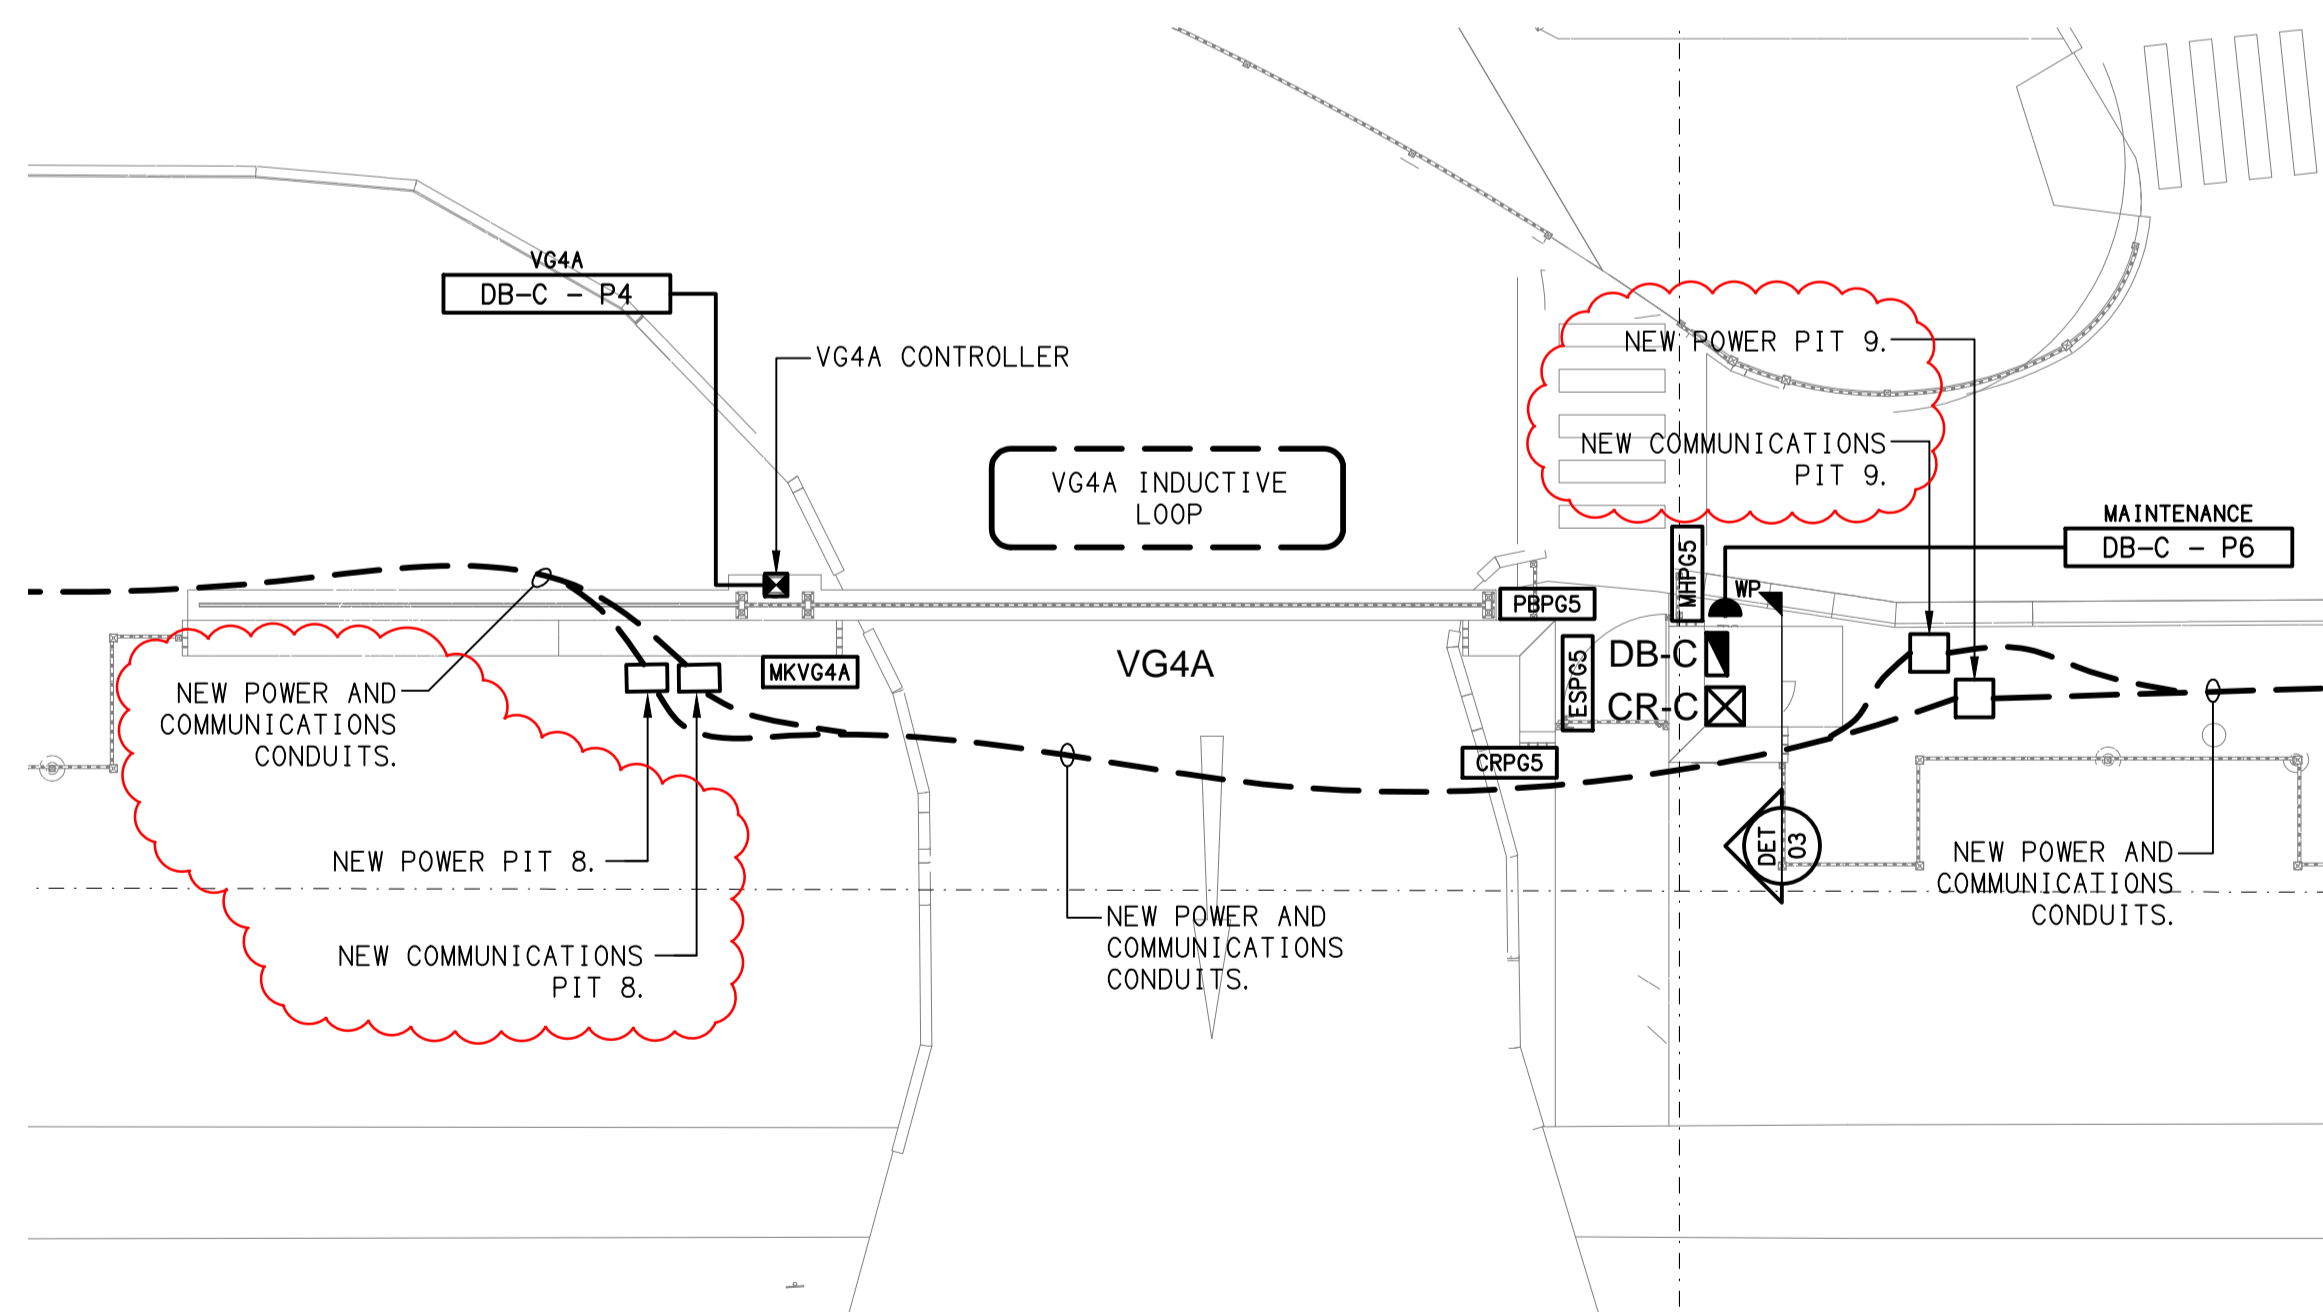 VG4A
DB-C - P4
VG4A CONTROLLER
VG4A INDUCTIVE
LOOP
NEW POWER PIT 9.
NEW COMMUNICATIONS
PIT 9.
MAINTENANCE
DB-C - P6
MHPG5
WP
PBPG5
MKVG4A
VG4A
ESPG5
DB-C
CR-C
CRPG5
NEW POWER AND
COMMUNICATIONS
CONDUITS.
NEW POWER PIT 8.
NEW COMMUNICATIONS
PIT 8.
NEW POWER AND
COMMUNICATIONS
CONDUITS.
DET
03
NEW POWER AND
COMMUNICATIONS
CONDUITS.